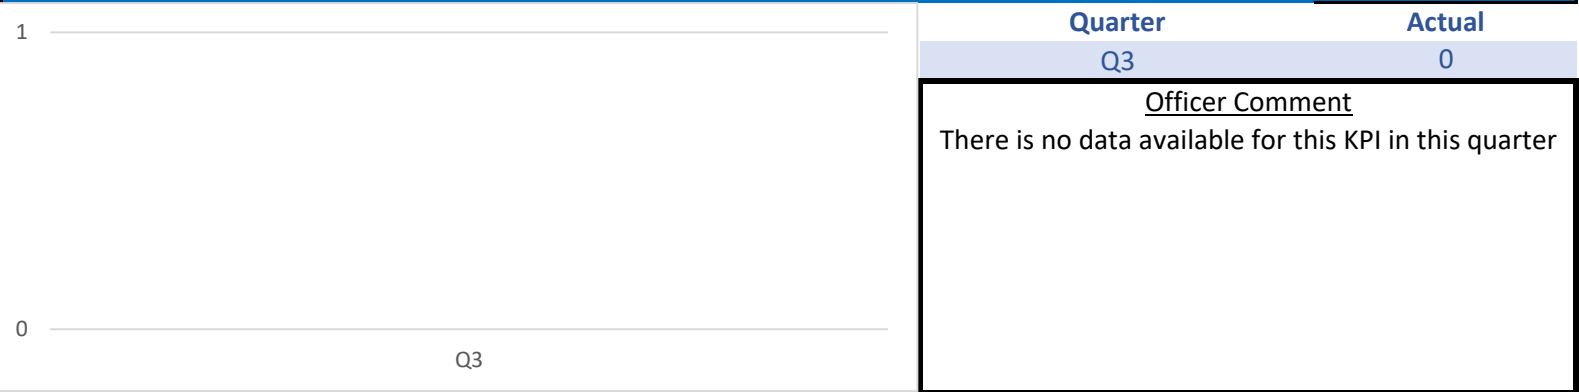 1
0
Q3
Quarter Actual
Q3 0
Officer Comment
There is no data available for this KPI in this quarter